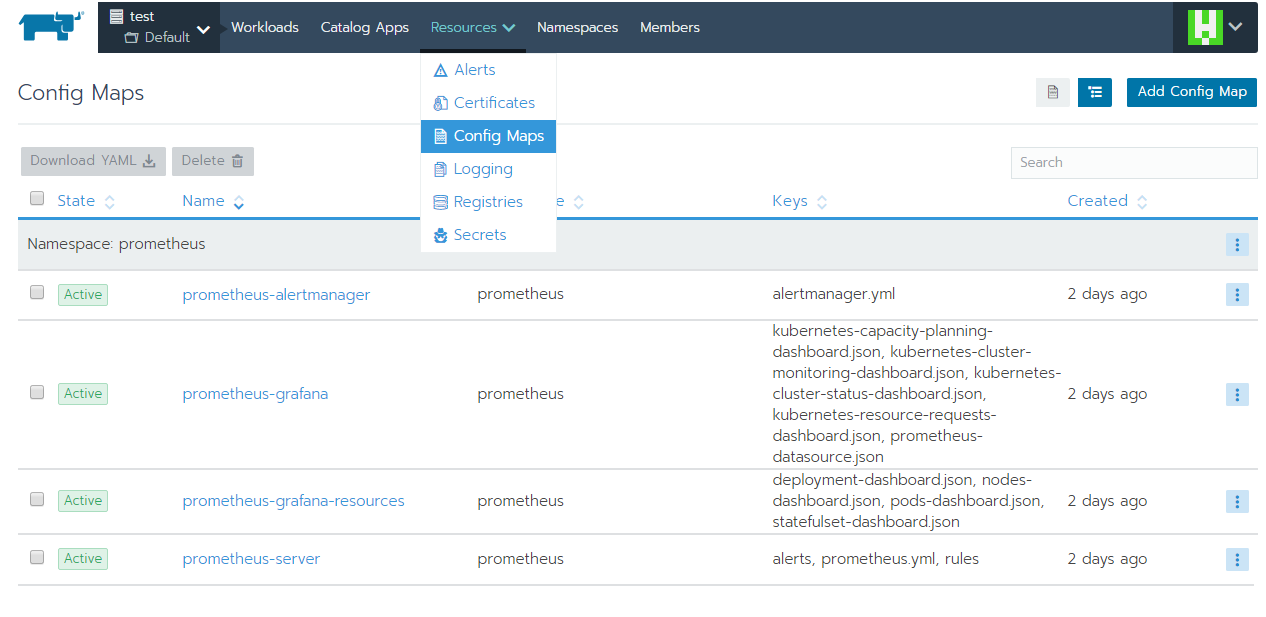 test
Default
Workloads
Catalog Apps
Resources
Namespaces
Members
Alerts
Certificates
Config Maps
Logging
Registries
Secrets
Config Maps
Add Config Map
Download YAML
Delete
Search
State
Name
e
Keys
Created
Namespace: prometheus
Active
prometheus-alertmanager
prometheus
alertmanager.yml
2 days ago
Active
prometheus-grafana
prometheus
kubernetes-capacity-planning-
dashboard.json, kubernetes-cluster-
monitoring-dashboard.json, kubernetes-
cluster-status-dashboard.json,
kubernetes-resource-requests-
dashboard.json, prometheus-
datasource.json
2 days ago
Active
prometheus-grafana-resources
prometheus
deployment-dashboard.json, nodes-
dashboard.json, pods-dashboard.json,
statefulset-dashboard.json
2 days ago
Active
prometheus-server
prometheus
alerts, prometheus.yml, rules
2 days ago